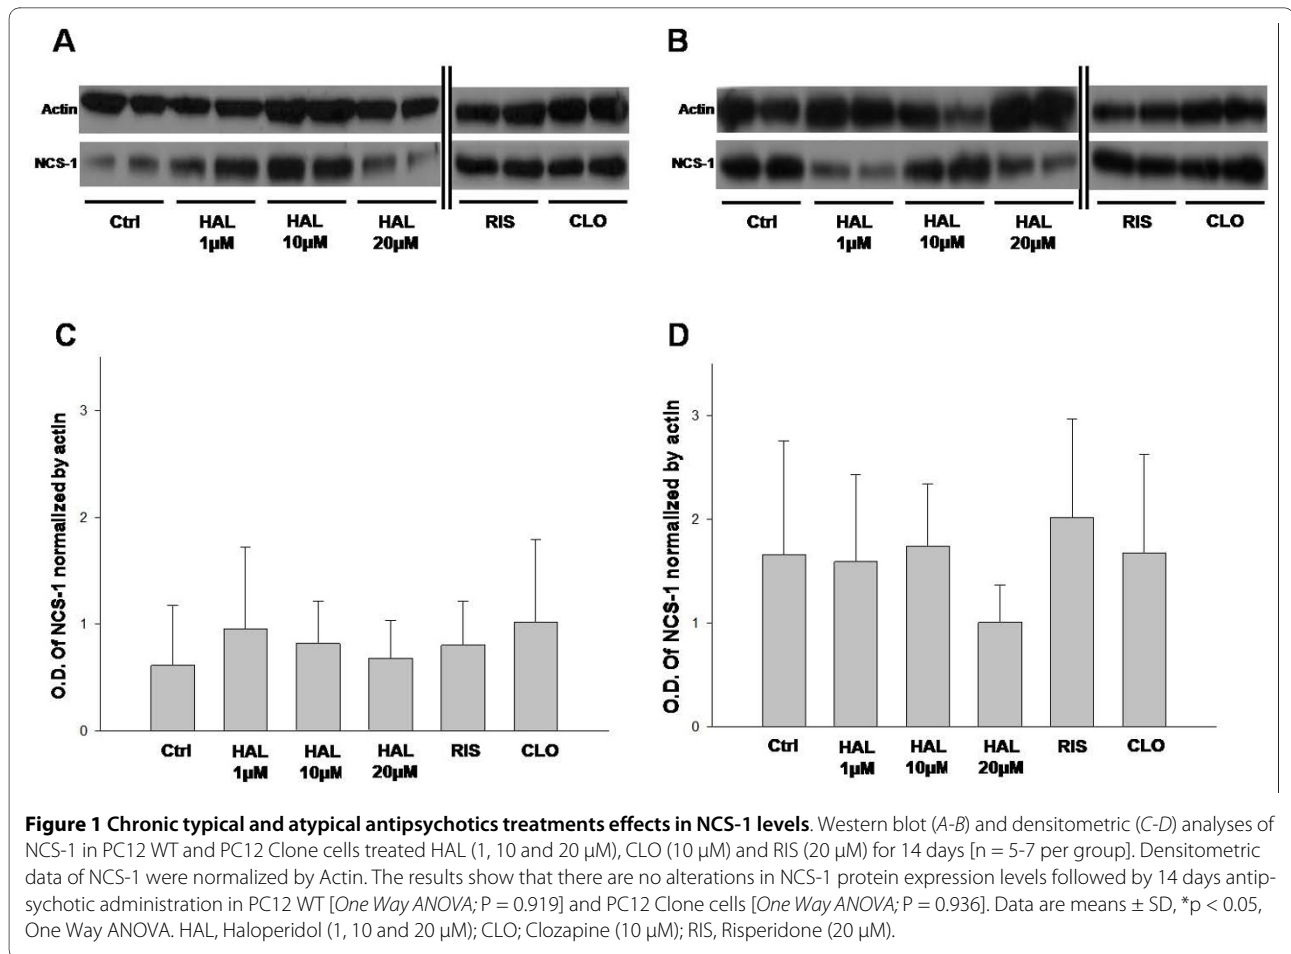 A
B
Actin
NCS-1
Ctrl HAL HAL HAL RIS CLO
1µM 10µM 20µM
Actin
NCS-1
Ctrl HAL HAL HAL RIS CLO
1µM 10µM 20µM
C
O.D. Of NCS-1 normalized by actin
3
2
1
0
Ctrl HAL HAL HAL RIS CLO
1µM 10µM 20µM
D
O.D. Of NCS-1 normalized by actin
3
2
1
0
Ctrl HAL HAL HAL RIS CLO
1µM 10µM 20µM
Figure 1 Chronic typical and atypical antipsychotics treatments effects in NCS-1 levels. Western blot (A-B) and densitometric (C-D) analyses of
NCS-1 in PC12 WT and PC12 Clone cells treated HAL (1, 10 and 20 µM), CLO (10 µM) and RIS (20 µM) for 14 days [n = 5-7 per group]. Densitometric
data of NCS-1 were normalized by Actin. The results show that there are no alterations in NCS-1 protein expression levels followed by 14 days antip-
sychotic administration in PC12 WT [One Way ANOVA; P = 0.919] and PC12 Clone cells [One Way ANOVA; P = 0.936]. Data are means ± SD, *p < 0.05,
One Way ANOVA. HAL, Haloperidol (1, 10 and 20 µM); CLO; Clozapine (10 µM); RIS, Risperidone (20 µM).